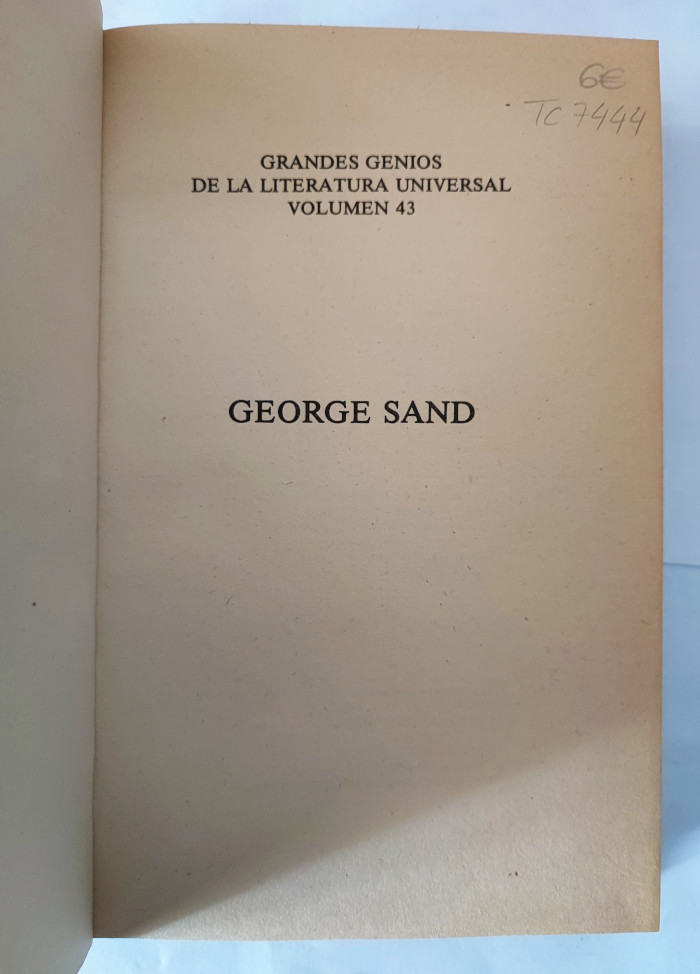 6€
TC 7444
GRANDES GENIOS
DE LA LITERATURA UNIVERSAL
VOLUMEN 43
GEORGE SAND